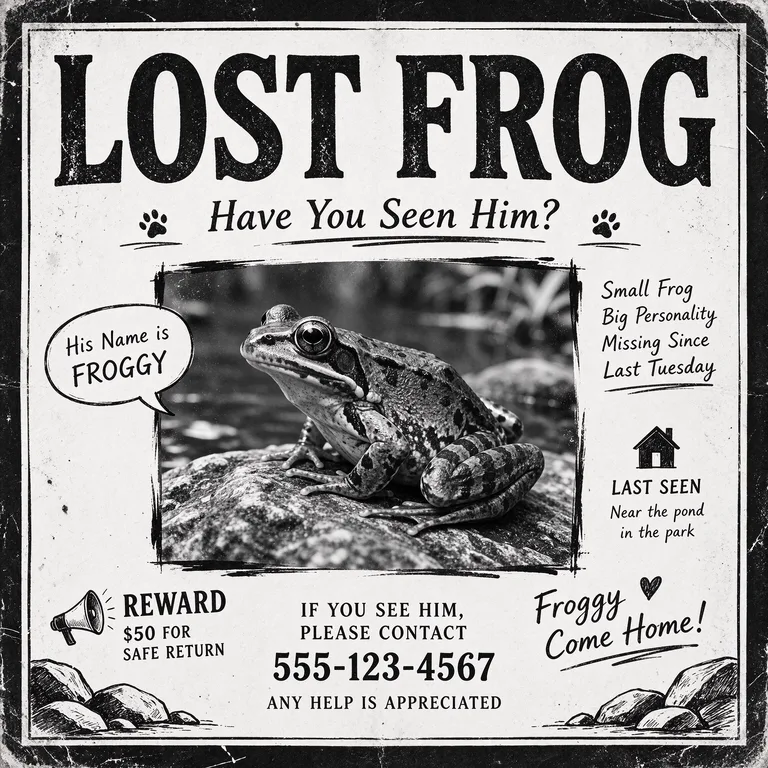 LOST FROG
Have You Seen Him?
His Name is
FROGGY
Small Frog
Big Personality
Missing Since
Last Tuesday
LAST SEEN
Near the pond
in the park
REWARD
$50 FOR
SAFE RETURN
IF YOU SEE HIM,
PLEASE CONTACT
555-123-4567
ANY HELP IS APPRECIATED
Froggy
Come Home!